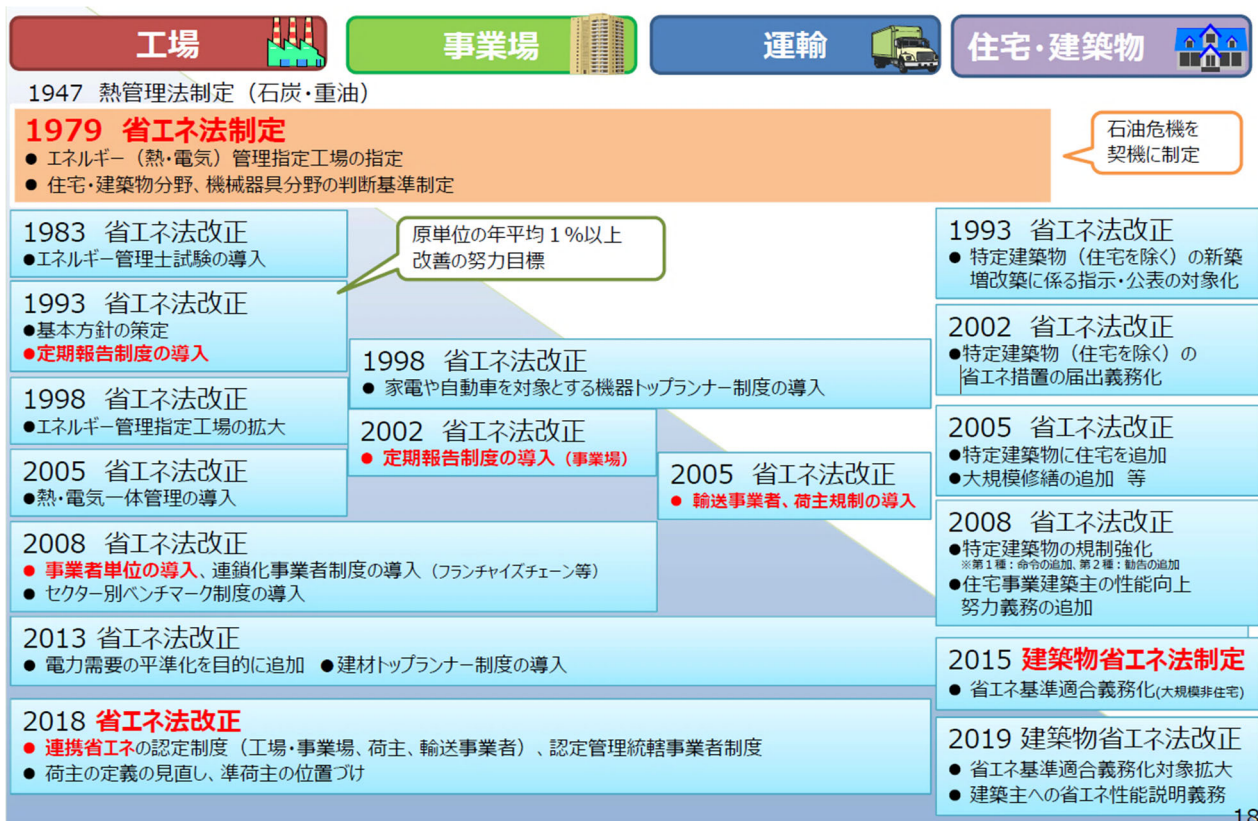 工場
事業場
運輸
住宅・建築物
1947 熱管理法制定（石炭・重油）
1979 省エネ法制定
● エネルギー（熱・電気）管理指定工場の指定
● 住宅・建築物分野、機械器具分野の判断基準制定
石油危機を
契機に制定
1983 省エネ法改正
●エネルギー管理士試験の導入
原単位の年平均１％以上
改善の努力目標
1993 省エネ法改正
●基本方針の策定
●定期報告制度の導入
1998 省エネ法改正
●エネルギー管理指定工場の拡大
2005 省エネ法改正
●熱・電気一体管理の導入
1998 省エネ法改正
● 家電や自動車を対象とする機器トップランナー制度の導入
2002 省エネ法改正
● 定期報告制度の導入（事業場）
2005 省エネ法改正
● 輸送事業者、荷主規制の導入
2008 省エネ法改正
● 事業者単位の導入、連鎖化事業者制度の導入（フランチャイズチェーン等）
● セクター別ベンチマーク制度の導入
2013 省エネ法改正
● 電力需要の平準化を目的に追加 ●建材トップランナー制度の導入
2018 省エネ法改正
● 連携省エネの認定制度（工場・事業場、荷主、輸送事業者）、認定管理統轄事業者制度
● 荷主の定義の見直し、準荷主の位置づけ
1993 省エネ法改正
● 特定建築物（住宅を除く）の新築
増改築に係る指示・公表の対象化
2002 省エネ法改正
●特定建築物（住宅を除く）の
省エネ措置の届出義務化
2005 省エネ法改正
●特定建築物に住宅を追加
●大規模修繕の追加 等
2008 省エネ法改正
●特定建築物の規制強化
※第１種：命令の追加、第２種：勧告の追加
●住宅事業建築主の性能向上
努力義務の追加
2015 建築物省エネ法制定
● 省エネ基準適合義務化(大規模非住宅)
2019 建築物省エネ法改正
● 省エネ基準適合義務化対象拡大
● 建築主への省エネ性能説明義務
18